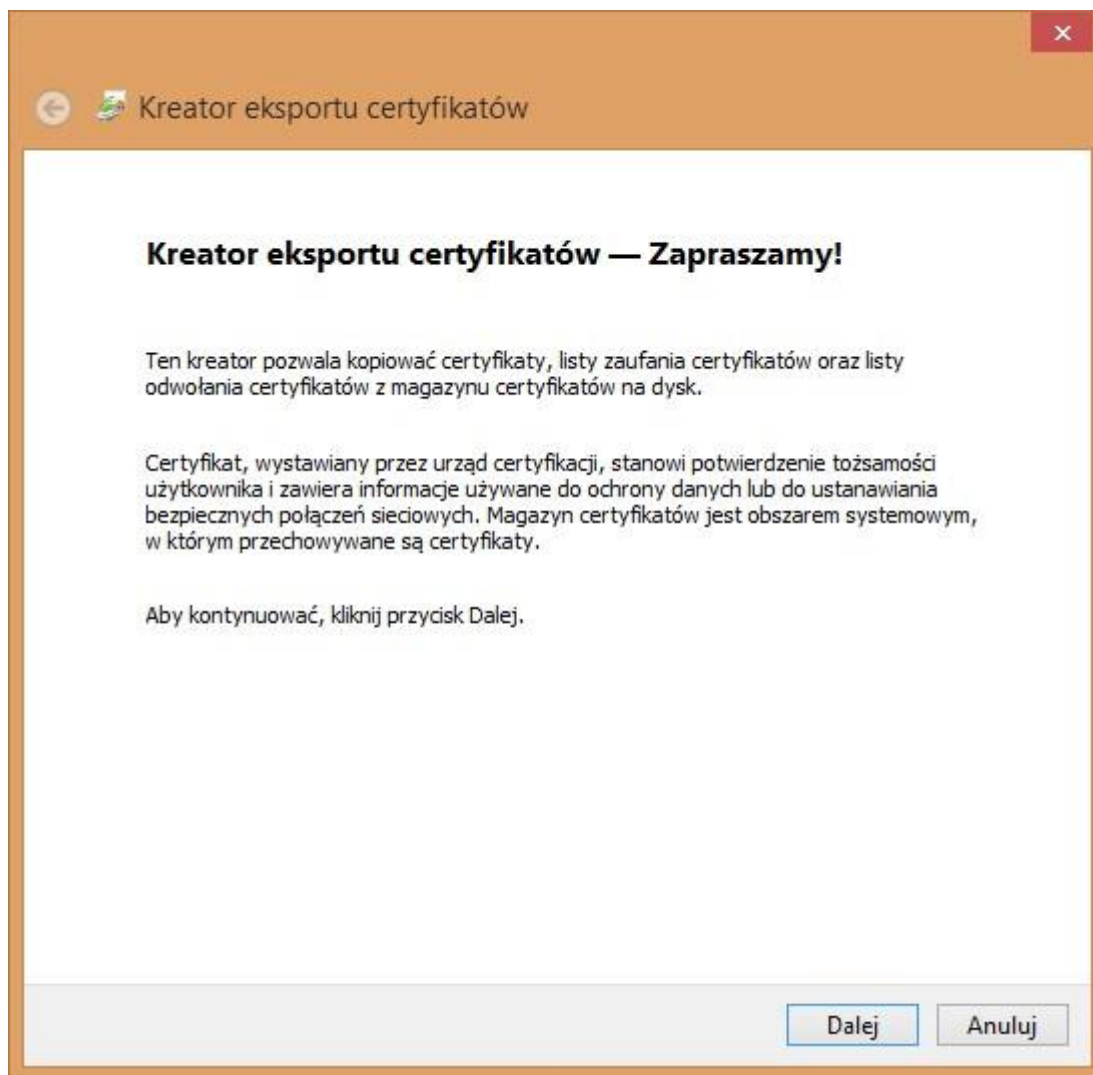 Kreator eksportu certyfikatów
Kreator eksportu certyfikatów — Zapraszamy!
Ten kreator pozwala kopiować certyfikaty, listy zaufania certyfikatów oraz listy
odwołania certyfikatów z magazynu certyfikatów na dysk.
Certyfikat, wystawiany przez urząd certyfikacji, stanowi potwierdzenie tożsamości
użytkownika i zawiera informacje używane do ochrony danych lub do ustanawiania
bezpiecznych połączeń sieciowych. Magazyn certyfikatów jest obszarem systemowym,
w którym przechowywane są certyfikaty.
Aby kontynuować, kliknij przycisk Dalej.
Dalej
Anuluj